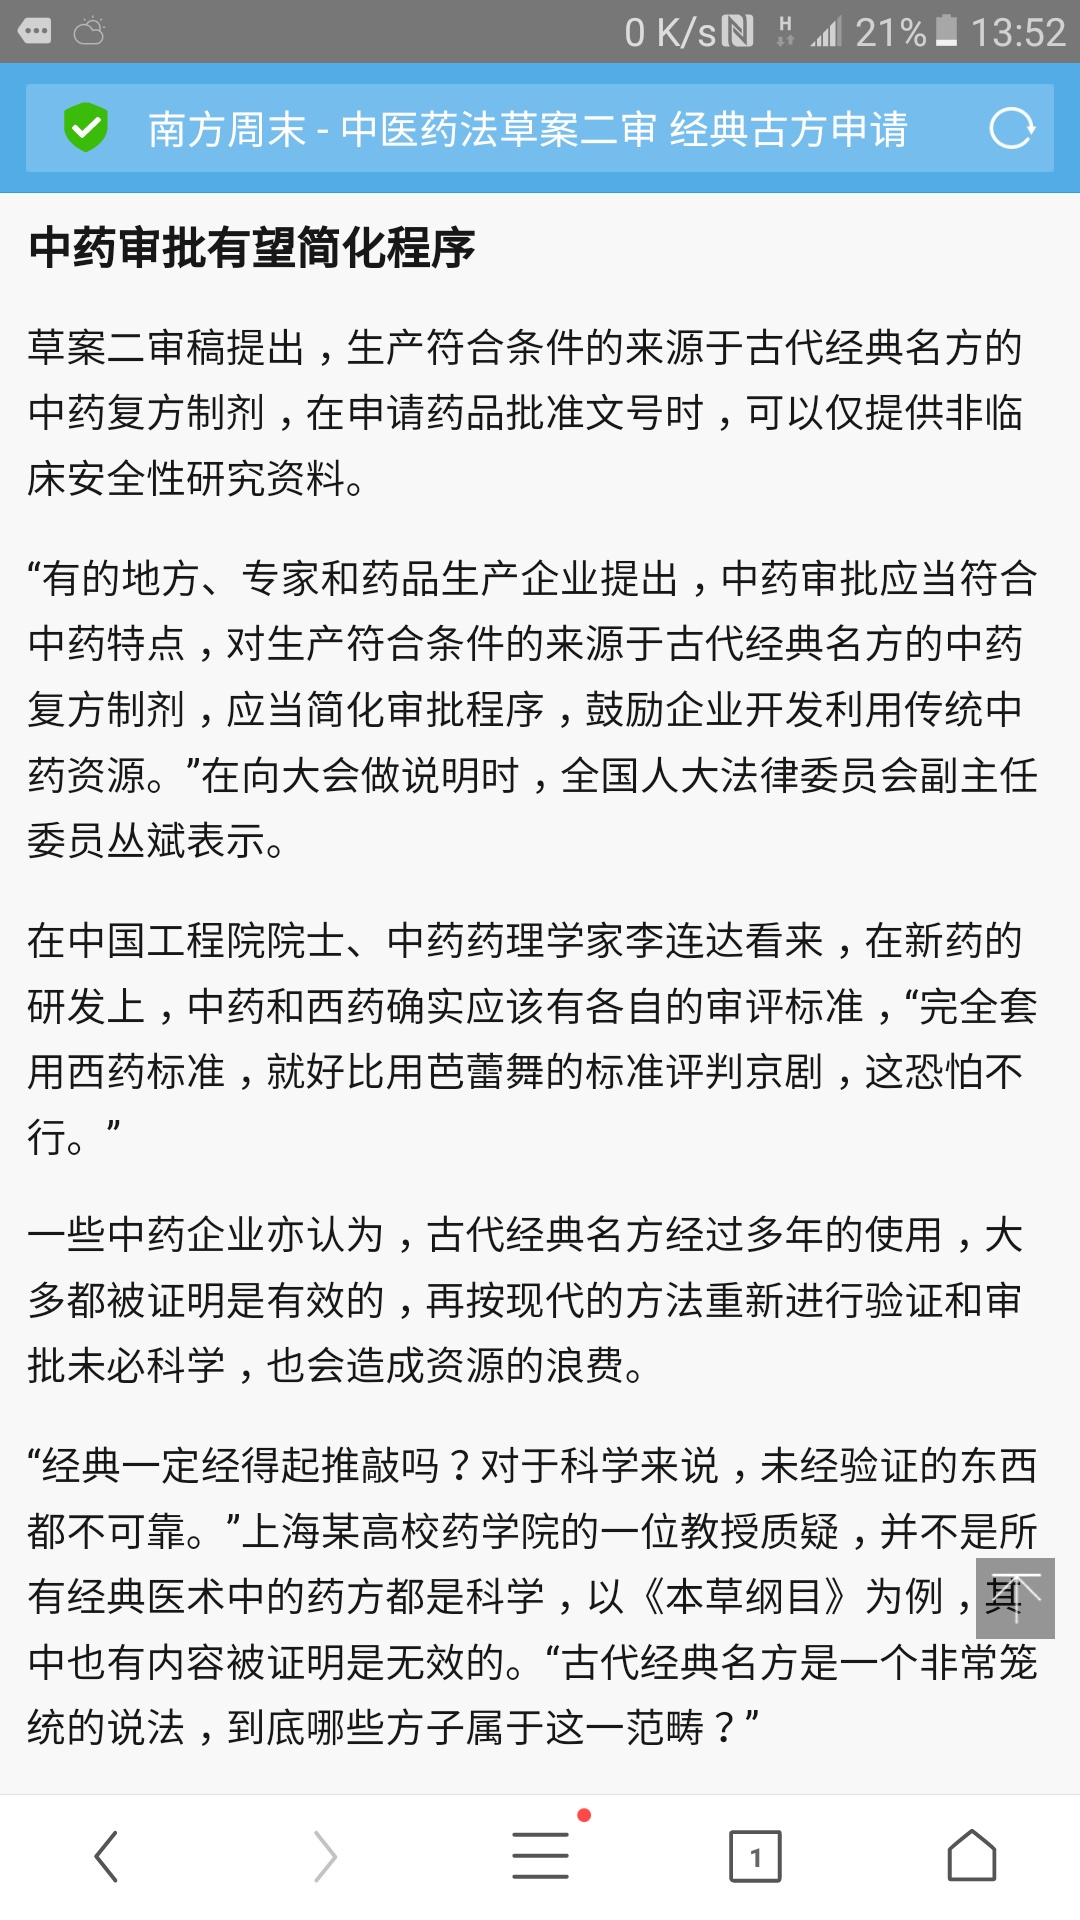 0 K/s H 21% 13:52
南方周末 - 中医药法草案二审 经典古方申请
中药审批有望简化程序
草案二审稿提出，生产符合条件的来源于古代经典名方的
中药复方制剂，在申请药品批准文号时，可以仅提供非临
床安全性研究资料。
“有的地方、专家和药品生产企业提出，中药审批应当符合
中药特点，对生产符合条件的来源于古代经典名方的中药
复方制剂，应当简化审批程序，鼓励企业开发利用传统中
药资源。”在向大会做说明时，全国人大法律委员会副主任
委员丛斌表示。
在中国工程院院士、中药药理学家李连达看来，在新药的
研发上，中药和西药确实应该有各自的审评标准，“完全套
用西药标准，就好比用芭蕾舞的标准评判京剧，这恐怕不
行。”
一些中药企业亦认为，古代经典名方经过多年的使用，大
多都被证明是有效的，再按现代的方法重新进行验证和审
批未必科学，也会造成资源的浪费。
“经典一定经得起推敲吗？对于科学来说，未经验证的东西
都不可靠。”上海某高校药学院的一位教授质疑，并不是所
有经典医术中的药方都是科学，以《本草纲目》为例，其
中也有内容被证明是无效的。“古代经典名方是一个非常笼
统的说法，到底哪些方子属于这一范畴？”
1